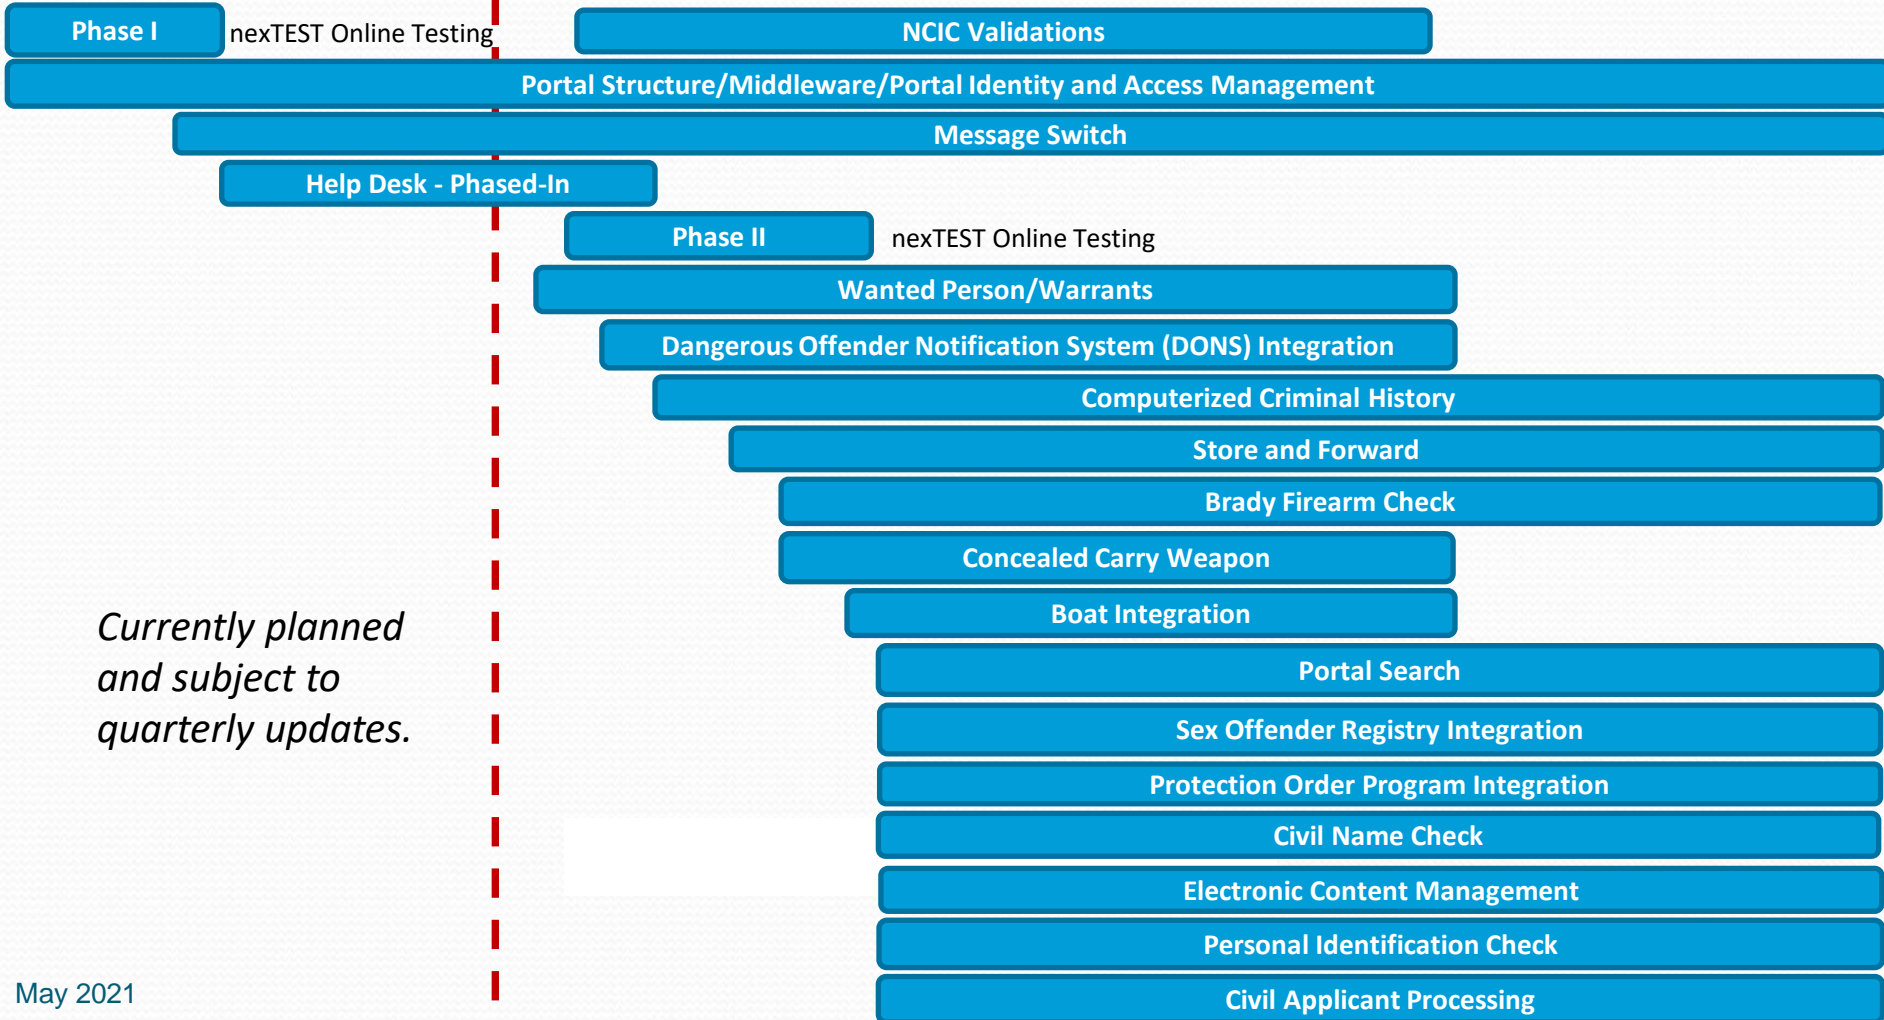 Phase I
nexTEST Online Testing
NCIC Validations
Portal Structure/Middleware/Portal Identity and Access Management
Message Switch
Help Desk - Phased-In
Phase II
nexTEST Online Testing
Wanted Person/Warrants
Dangerous Offender Notification System (DONS) Integration
Computerized Criminal History
Store and Forward
Brady Firearm Check
Concealed Carry Weapon
Boat Integration
Currently planned
and subject to
quarterly updates.
Portal Search
Sex Offender Registry Integration
Protection Order Program Integration
Civil Name Check
Electronic Content Management
Personal Identification Check
Civil Applicant Processing
May 2021